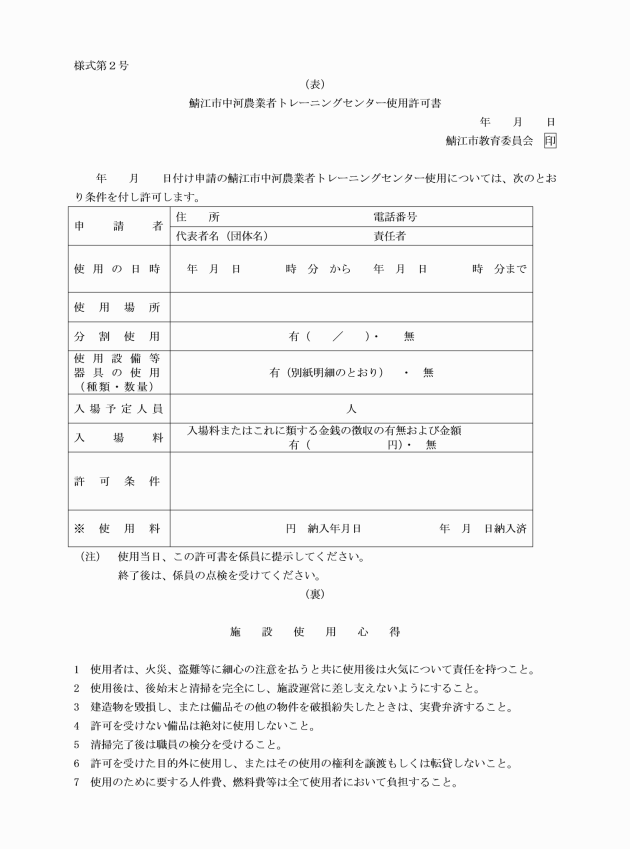 様式第２号
（表）
鯖江市中河農業者トレーニングセンター使用許可書
年　　月　　日
鯖江市教育委員会　印
年　　月　　日付け申請の鯖江市中河農業者トレーニングセンター使用については、次のとお
り条件を付し許可します。
申　請　者　住　　所　　電話番号
代表者名（団体名）　　責任者
使用の日時　年　月　日　　時　分　から　　年　月　日　　時　分まで
使用場所
分割使用　有（　　／　　）・　　無
使用設備等
器具の使用　有（別紙明細のとおり）　・　無
（種類・数量）
入場予定人員　人
入　場　料　入場料またはこれに類する金銭の徴収の有無および金額
有（　　　　円）・　無
許可条件
※使用料　円　納入年月日　　年　月　日納入済
（注）　使用当日、この許可書を係員に提示してください。
終了後は、係員の点検を受けてください。
（裏）
施　設　使　用　心　得
1　使用者は、火災、盗難等に細心の注意を払うと共に使用後は火気について責任を持つこと。
2　使用後は、後始末と清掃を完全にし、施設運営に差し支えないようにすること。
3　建造物を毀損し、または備品その他の物件を破損紛失したときは、実費弁済すること。
4　許可を受けない備品は絶対に使用しないこと。
5　清掃完了後は職員の検分を受けること。
6　許可を受けた目的外に使用し、またはその使用の権利を譲渡もしくは転貸しないこと。
7　使用のために要する人件費、燃料費等は全て使用者において負担すること。